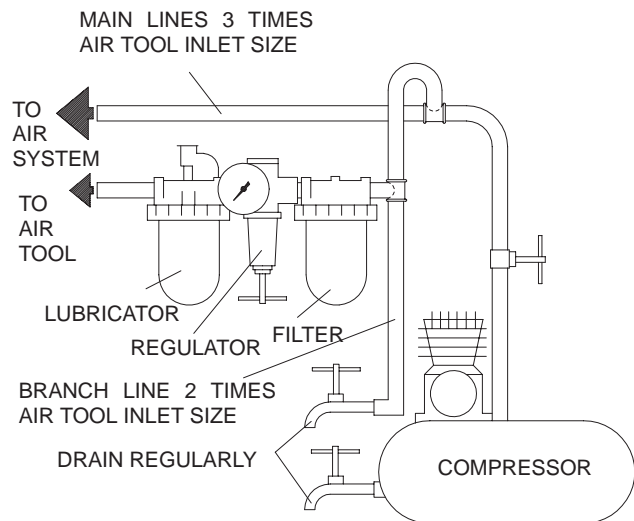 MAIN LINES 3 TIMES
AIR TOOL INLET SIZE
TO
AIR
SYSTEM
TO
AIR
TOOL
LUBRICATOR
REGULATOR
FILTER
BRANCH LINE 2 TIMES
AIR TOOL INLET SIZE
DRAIN REGULARLY
COMPRESSOR